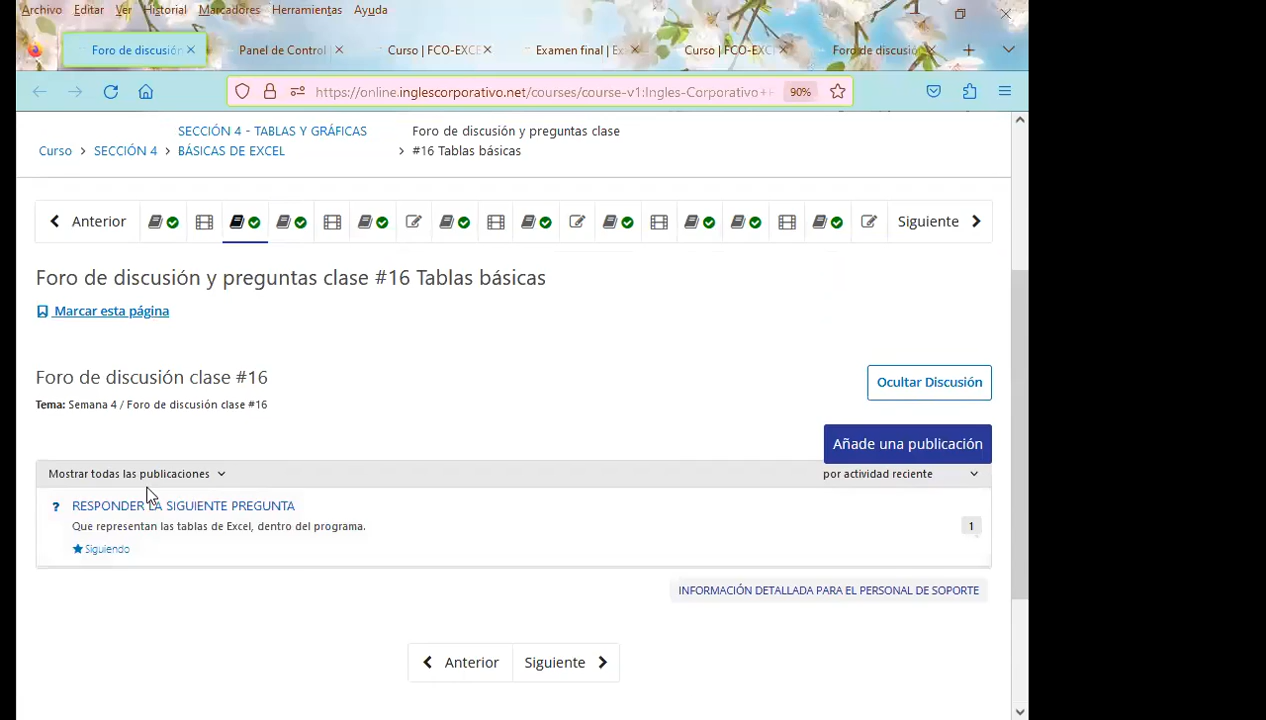 Archivo Editar Ver Historial Marcadores Herramientas Ayuda
Foro de discusión Panel de Control Curso | FCO-EXCE Examen final | Ex Curso | FCO-EXC Foro de discusió
https://online.inglescorporativo.net/courses/course-v1:Ingles-Corporativo+ 90%
SECCIÓN 4 - TABLAS Y GRÁFICAS Foro de discusión y preguntas clase
Curso SECCIÓN 4 BÁSICAS DE EXCEL #16 Tablas básicas
Anterior Siguiente
Foro de discusión y preguntas clase #16 Tablas básicas
Marcar esta página
Foro de discusión clase #16
Ocultar Discusión
Tema: Semana 4 / Foro de discusión clase #16
Añade una publicación
Mostrar todas las publicaciones por actividad reciente
? RESPONDER LA SIGUIENTE PREGUNTA
Que representan las tablas de Excel, dentro del programa. 1
Siguiendo
INFORMACIÓN DETALLADA PARA EL PERSONAL DE SOPORTE
Anterior Siguiente